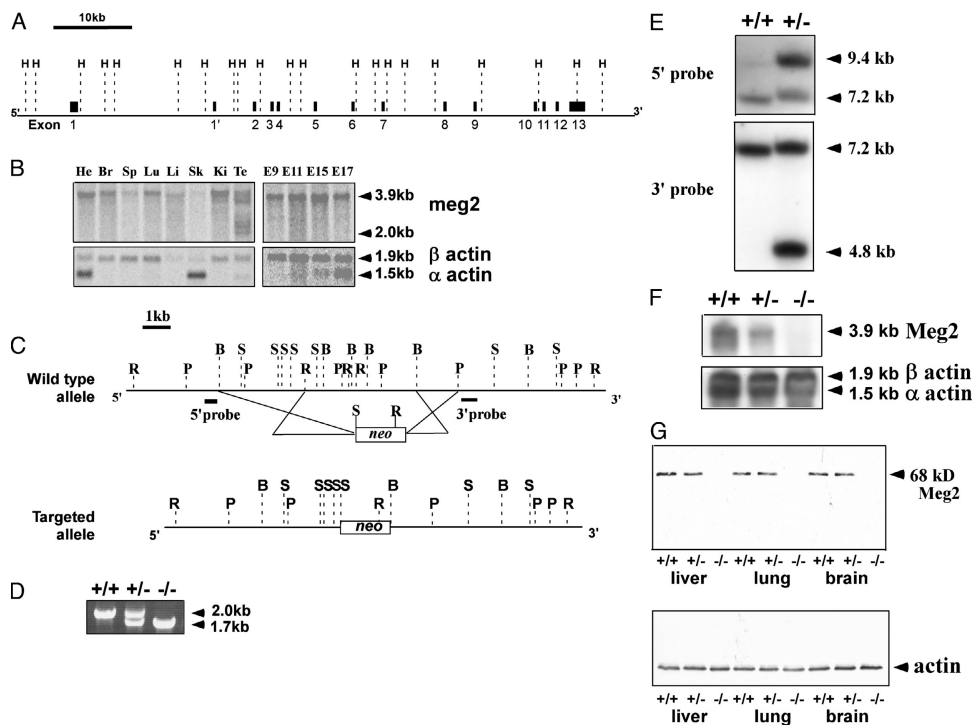 A
10kb
H H H H H H H H H H H H H H H H H H H H H
5' 3'
Exon 1 1' 2 3 4 5 6 7 8 9 10 11 12 13
B
He Br Sp Lu Li Sk Ki Te E9 E11 E15 E17
3.9kb
meg2
2.0kb
1.9kb β actin
1.5kb α actin
1kb
C
B S S S S S B B B B S B S
R P P R P R R P P P P R
Wild type
allele
5' 3'
5'probe 3'probe
S R
neo
B S S S S S B S B S
R P P R P P P R
Targeted
allele
5' neo 3'
D
+/+ +/- -/-
2.0kb
1.7kb
E
+/+ +/-
5' probe
9.4 kb
7.2 kb
3' probe
7.2 kb
4.8 kb
F
+/+ +/- -/-
3.9 kb Meg2
1.9 kb β actin
1.5 kb α actin
G
68 kD
Meg2
+/+ +/- -/- +/+ +/- -/- +/+ +/- -/-
liver lung brain
actin
+/+ +/- -/- +/+ +/- -/- +/+ +/- -/-
liver lung brain